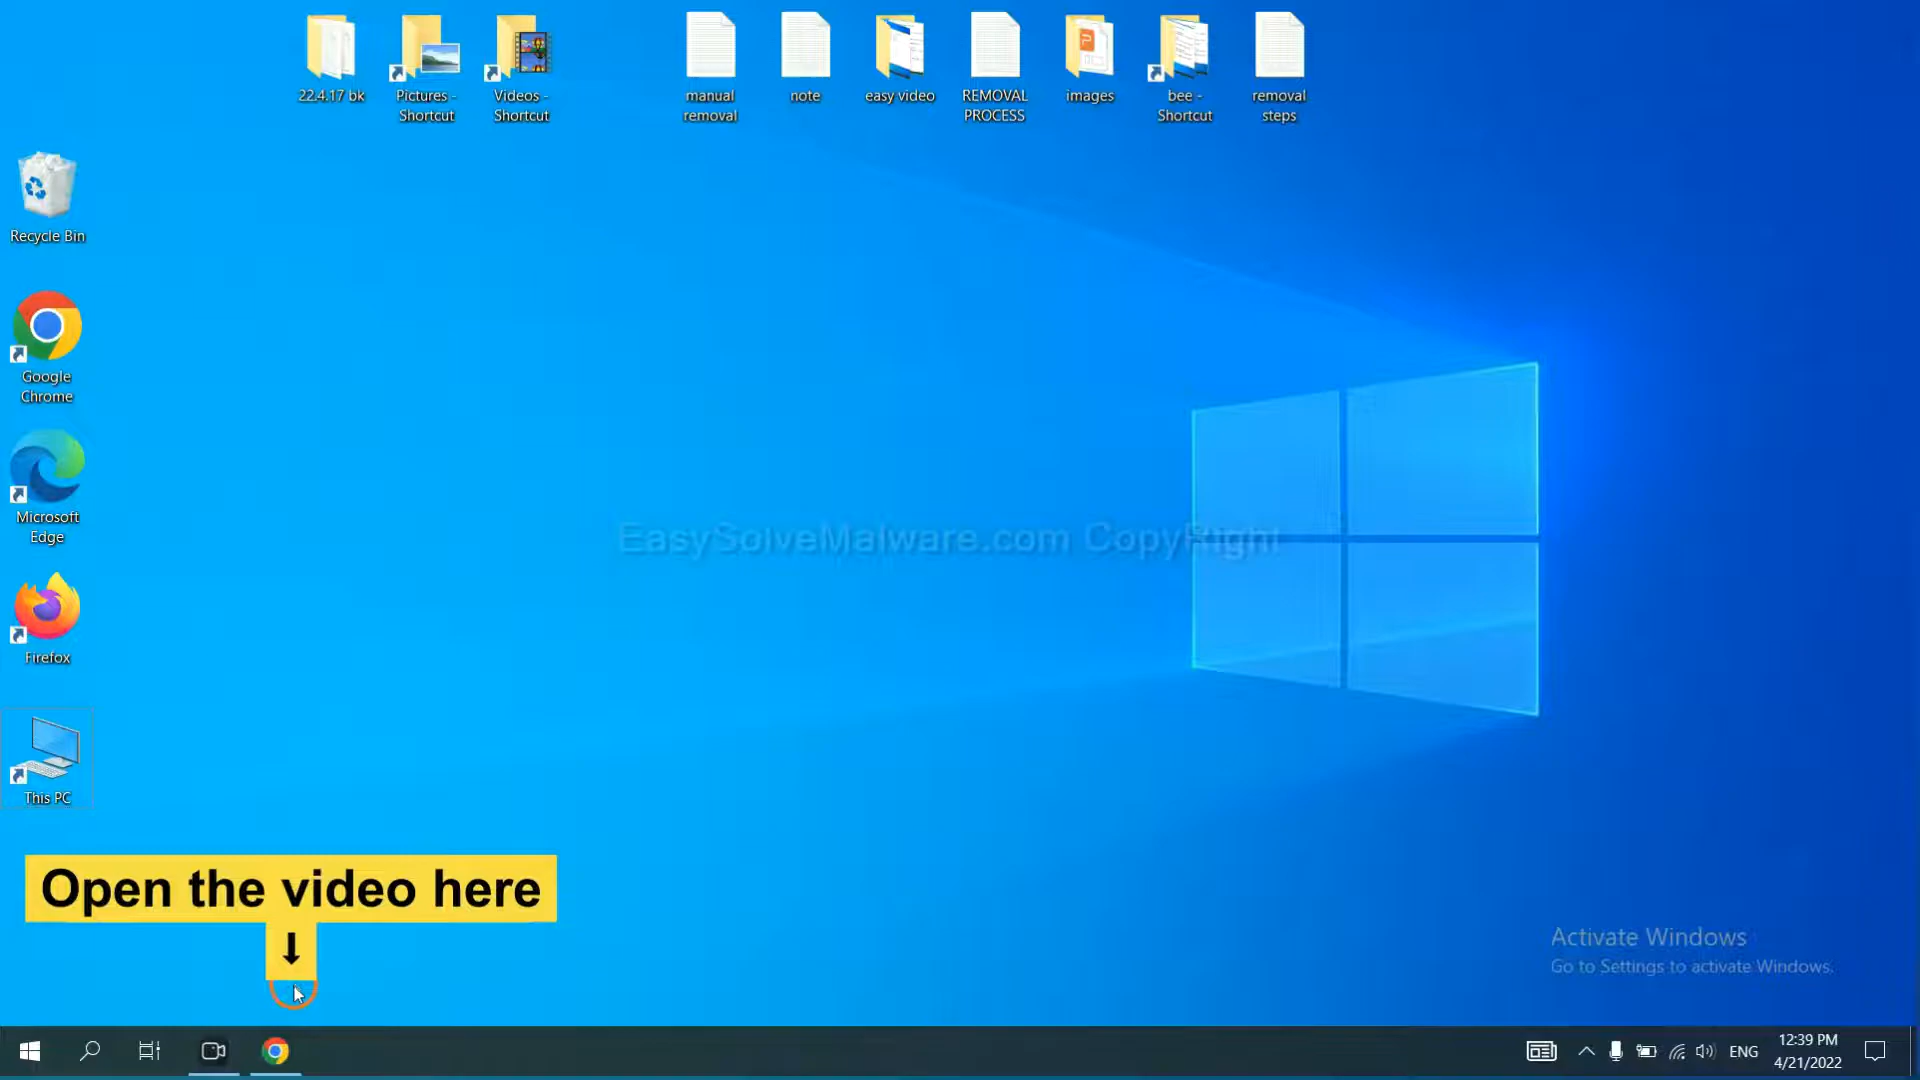 22.4.17 bk
Pictures -
Shortcut
Videos -
Shortcut
manual
removal
note
easy video
REMOVAL
PROCESS
images
bee -
Shortcut
removal
steps
Recycle Bin
Google
Chrome
Microsoft
Edge
EasySolveMalware.com CopyRight
Firefox
This PC
Open the video here
Activate Windows
Go to Settings to activate Windows.
ENG
12:39 PM
4/21/2022